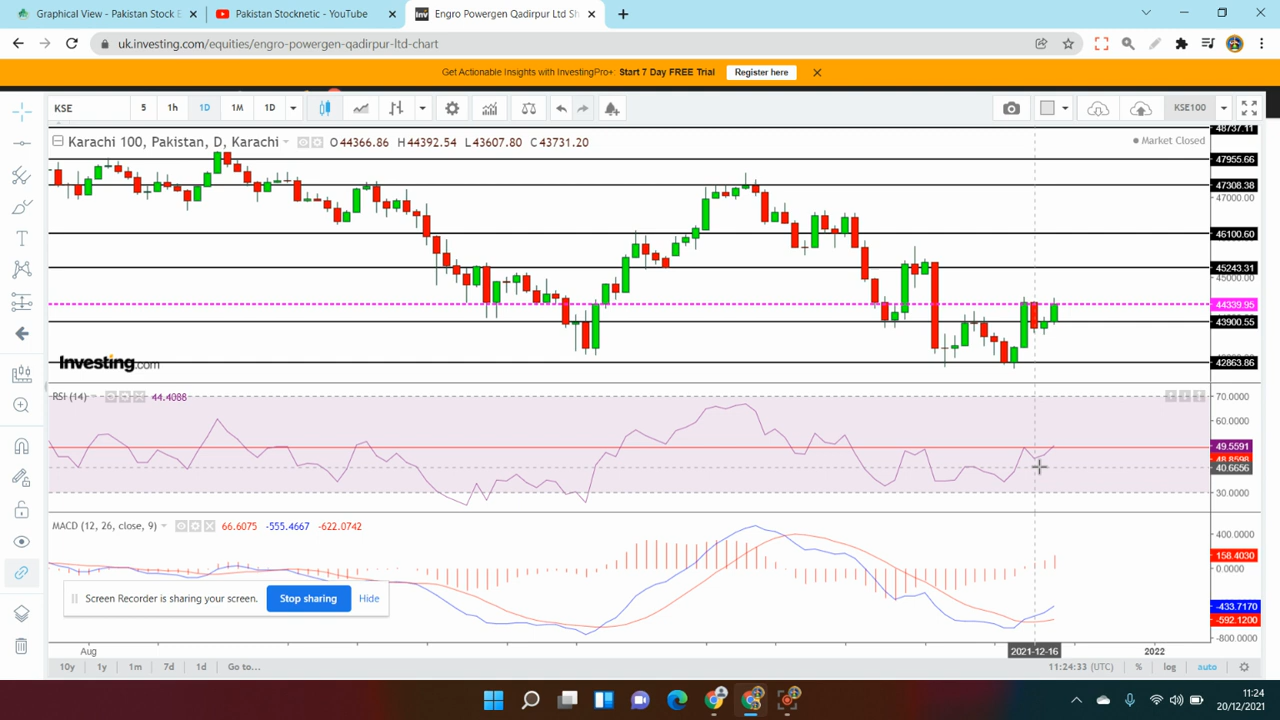 Graphical View - Pakistan Stock E
Pakistan Stocknetic - YouTube
Engro Powergen Qadirpur Ltd Sh
uk.investing.com/equities/engro-powergen-qadirpur-ltd-chart
Get Actionable Insights with InvestingPro+: Start 7 Day FREE Trial
Register here
KSE
5
1h
1D
1M
1D
KSE100
Karachi 100, Pakistan, D, Karachi
O44366.86 H44392.54 L43607.80 C43731.20
Market Closed
48737.11
47955.66
47308.38
47000.00
46100.60
45243.31
45000.00
44339.95
43900.55
42863.86
Investing.com
RSI (14)
44.4088
70.0000
60.0000
49.5591
48.8598
40.6656
30.0000
MACD (12, 26, close, 9)
66.6075 -555.4667 -622.0742
400.0000
158.4030
0.0000
-433.7170
-592.1200
-800.0000
Screen Recorder is sharing your screen.
Stop sharing
Hide
Aug
2021-12-16
2022
10y
1y
1m
7d
1d
Go to...
11:24:33 (UTC)
%
log
auto
11:24
20/12/2021